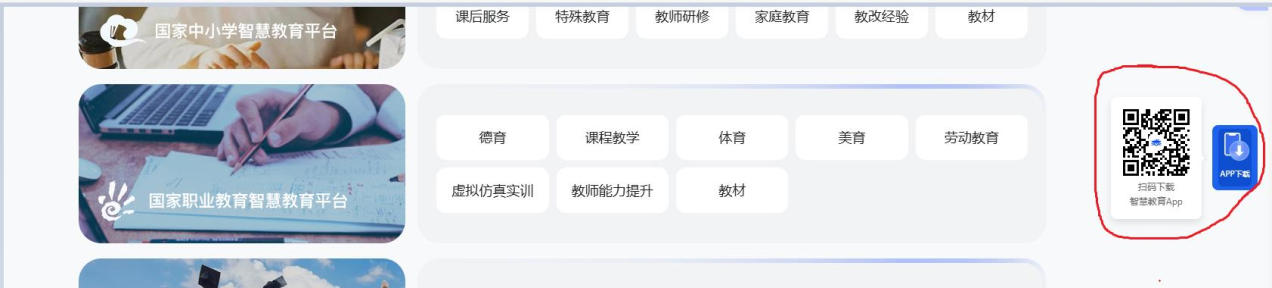 国家中小学智慧教育平台
课后服务 特殊教育 教师研修 家庭教育 教改经验 教材
国家职业教育智慧教育平台
德育 课程教学 体育 美育 劳动教育
虚拟仿真实训 教师能力提升 教材
扫码下载
智慧教育App
APP下载